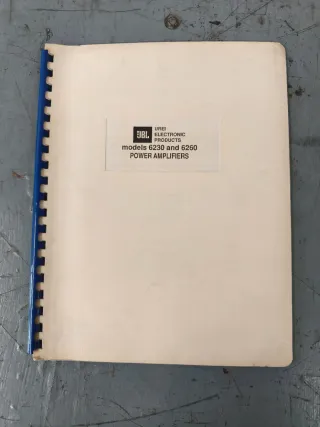 JBL UREI
ELECTRONIC
PRODUCTS
models 6230 and 6260
POWER AMPLIFIERS